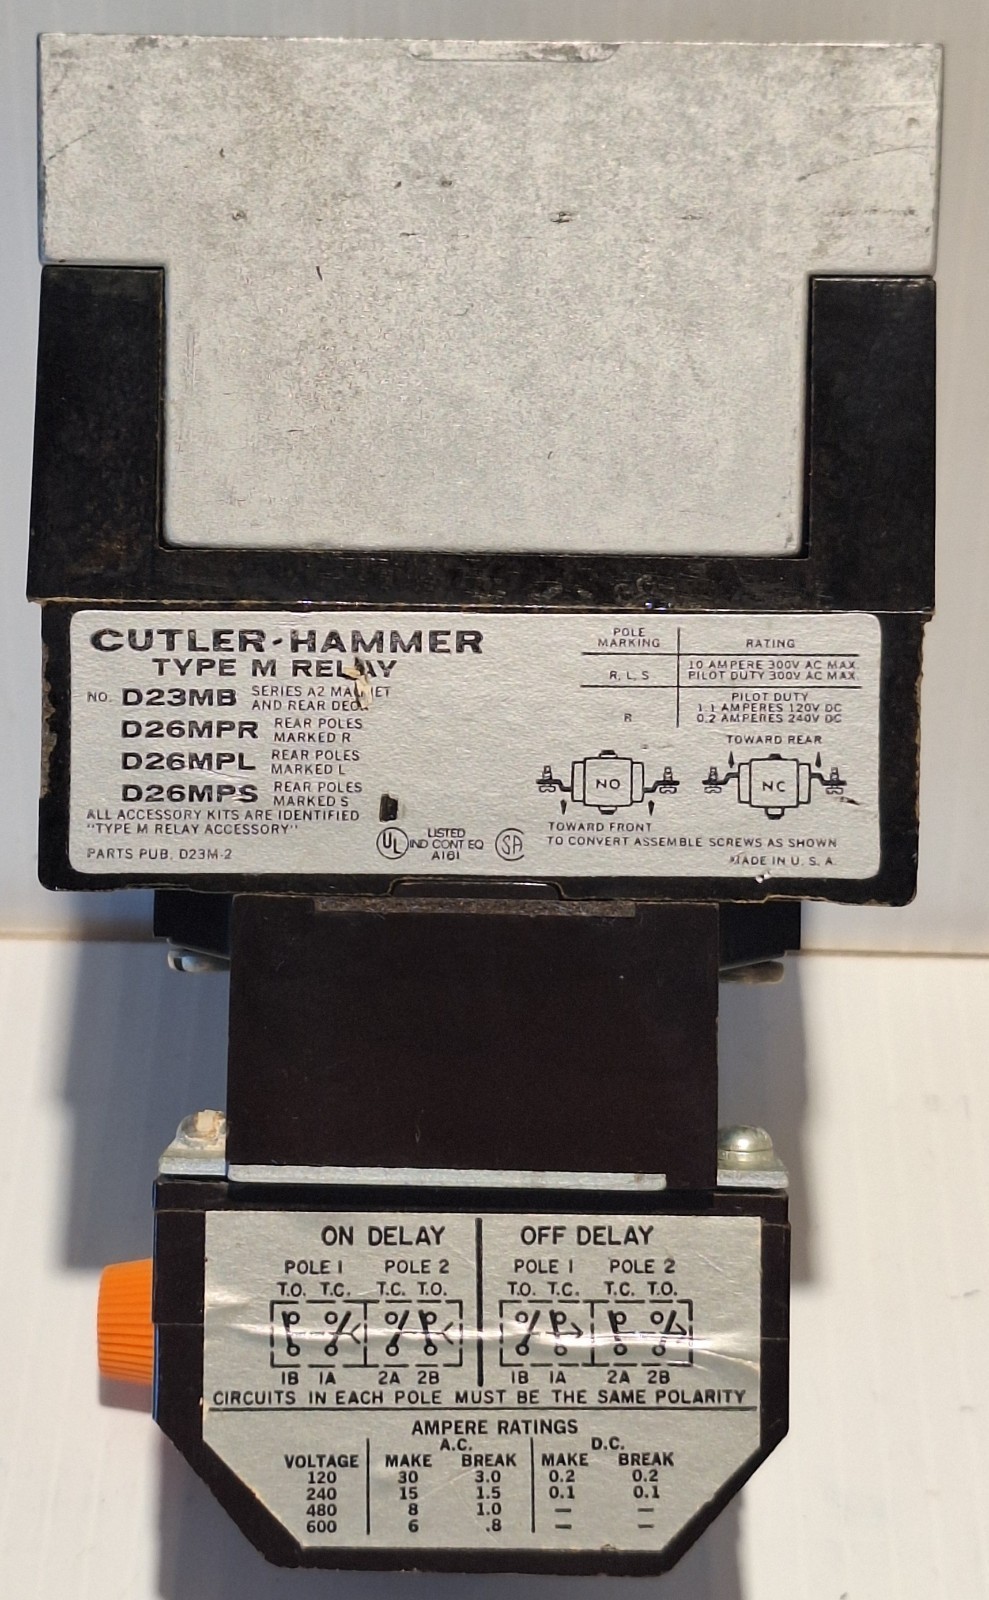 CUTLER-HAMMER
TYPE M RELAY
NO. D23MB SERIES A2 MAGNET
AND REAR DECK
D26MPR REAR POLES
MARKED R
D26MPL REAR POLES
MARKED L
D26MPS REAR POLES
MARKED S
ALL ACCESSORY KITS ARE IDENTIFIED
"TYPE M RELAY ACCESSORY"
PARTS PUB. D23M-2
UL LISTED
IND CONT EQ
A161
SA
POLE
MARKING RATING
R, L, S 10 AMPERE 300V AC MAX.
PILOT DUTY 300V AC MAX.
R PILOT DUTY
1.1 AMPERES 120V DC
0.2 AMPERES 240V DC
TOWARD REAR
NO NC
TOWARD FRONT
TO CONVERT ASSEMBLE SCREWS AS SHOWN
MADE IN U. S. A.
ON DELAY OFF DELAY
POLE 1 POLE 2 POLE 1 POLE 2
T.O. T.C. T.C. T.O. T.O. T.C. T.C. T.O.
1B 1A 2A 2B 1B 1A 2A 2B
CIRCUITS IN EACH POLE MUST BE THE SAME POLARITY
AMPERE RATINGS
A.C. D.C.
VOLTAGE MAKE BREAK MAKE BREAK
120 30 3.0 0.2 0.2
240 15 1.5 0.1 0.1
480 8 1.0 — —
600 6 .8 — —